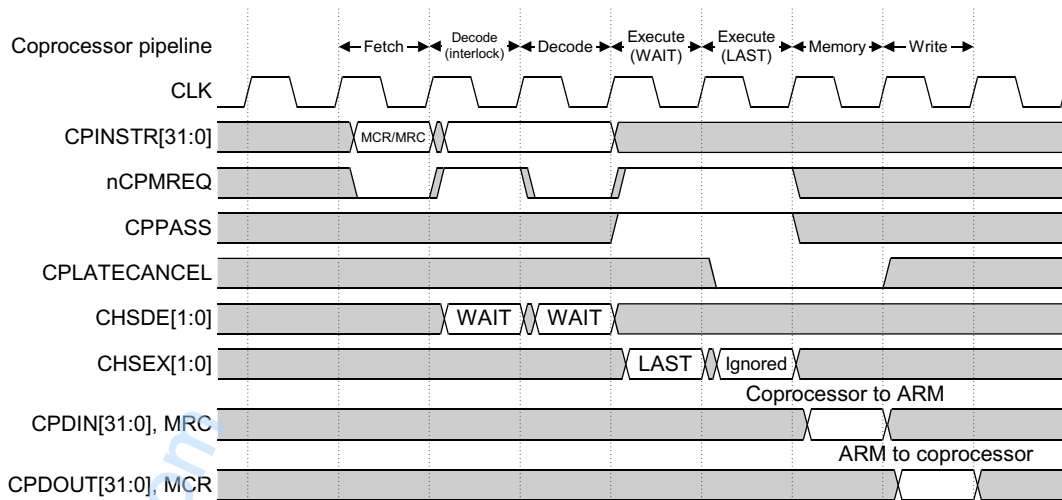 Coprocessor pipeline
Fetch
Decode
(interlock)
Decode
Execute
(WAIT)
Execute
(LAST)
Memory
Write
CLK
CPINSTR[31:0]
MCR/MRC
nCPMREQ
CPPASS
CPLATECANCEL
CHSDE[1:0]
WAIT
WAIT
CHSEX[1:0]
LAST
Ignored
Coprocessor to ARM
CPDIN[31:0], MRC
ARM to coprocessor
CPDOUT[31:0], MCR
om